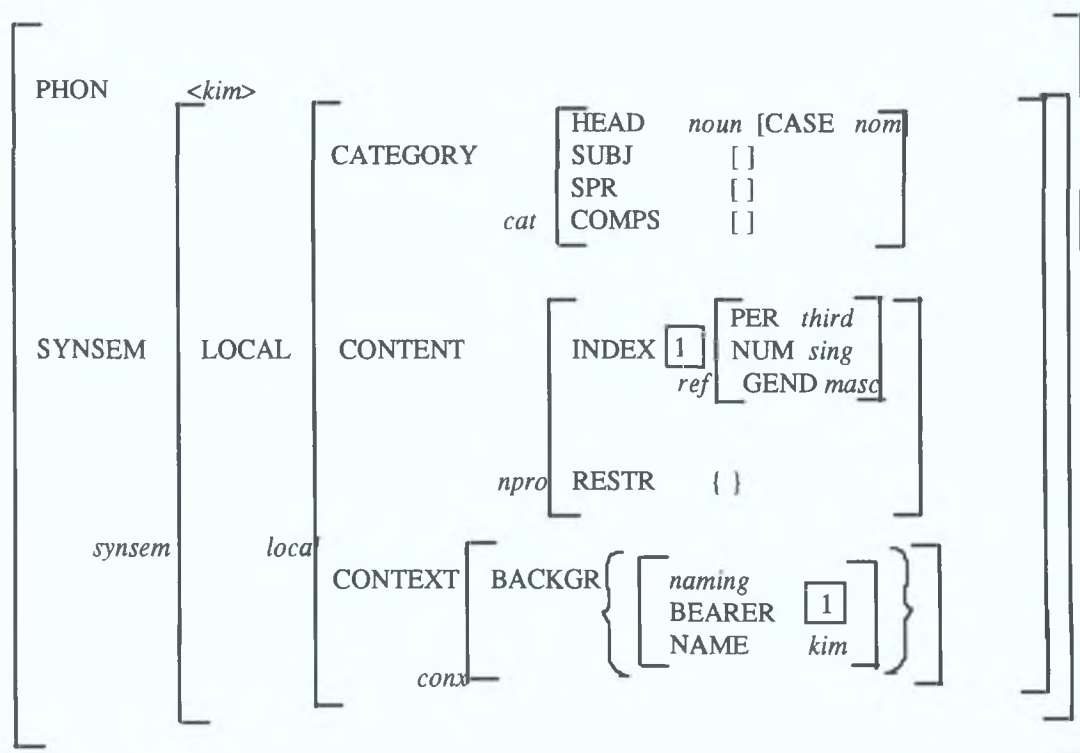 PHON <kim>
HEAD noun [CASE nom
CATEGORY SUBJ [ ]
SPR [ ]
cat COMPS [ ]
PER third
SYNSEM LOCAL CONTENT INDEX 1 NUM sing
ref GEND masc
npro RESTR { }
synsem local
CONTEXT BACKGR naming
BEARER 1
NAME kim
conx